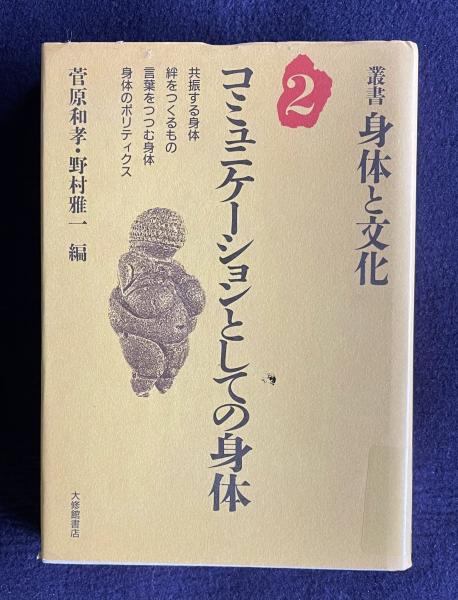 叢書 身体と文化
2
コミュニケーションとしての身体
共振する身体
絆をつくるもの
言葉をつつむ身体
身体のポリティクス
菅原和孝・野村雅一 編
大修館書店